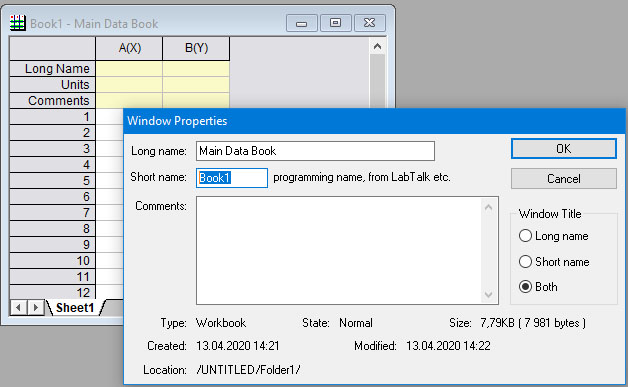 Book1 - Main Data Book
A(X) B(Y)
Long Name
Units
Comments
1
2
3
4
5
6
7
8
9
10
11
12
Sheet1
Window Properties
Long name: Main Data Book
OK
Short name: Book1 programming name, from LabTalk etc.
Cancel
Comments:
Window Title
Long name
Short name
Both
Type: Workbook State: Normal Size: 7,79KB ( 7 981 bytes )
Created: 13.04.2020 14:21 Modified: 13.04.2020 14:22
Location: /UNTITLED/Folder1/